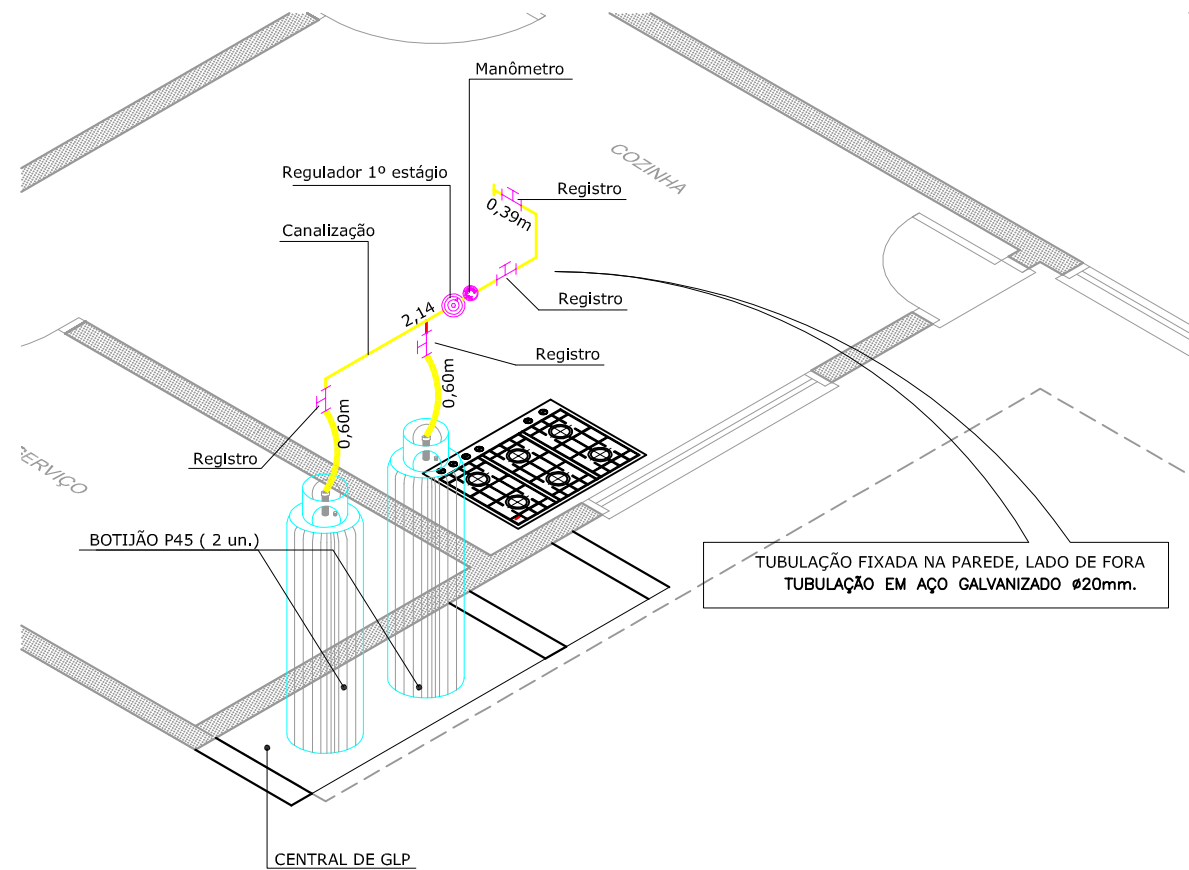 Manômetro
COZINHA
Regulador 1º estágio
Registro
0,39m
Canalização
Registro
2,14
Registro
0,60m
0,60m
Registro
SERVIÇO
BOTIJÃO P45 ( 2 un.)
TUBULAÇÃO FIXADA NA PAREDE, LADO DE FORA
TUBULAÇÃO EM AÇO GALVANIZADO ø20mm.
CENTRAL DE GLP